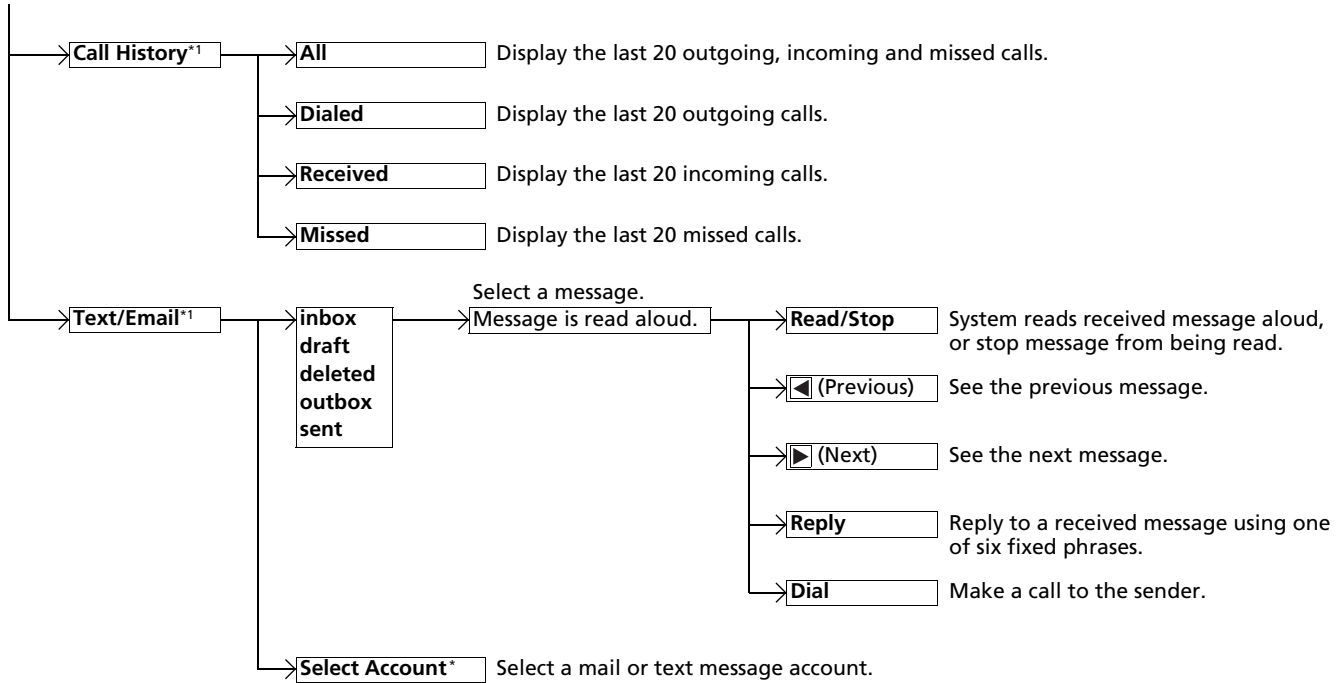 Call History*1
All
Display the last 20 outgoing, incoming and missed calls.
Dialed
Display the last 20 outgoing calls.
Received
Display the last 20 incoming calls.
Missed
Display the last 20 missed calls.
Text/Email*1
inbox
draft
deleted
outbox
sent
Select a message.
Message is read aloud.
Read/Stop
System reads received message aloud,
or stop message from being read.
◀ (Previous)
See the previous message.
▶ (Next)
See the next message.
Reply
Reply to a received message using one
of six fixed phrases.
Dial
Make a call to the sender.
Select Account*
Select a mail or text message account.